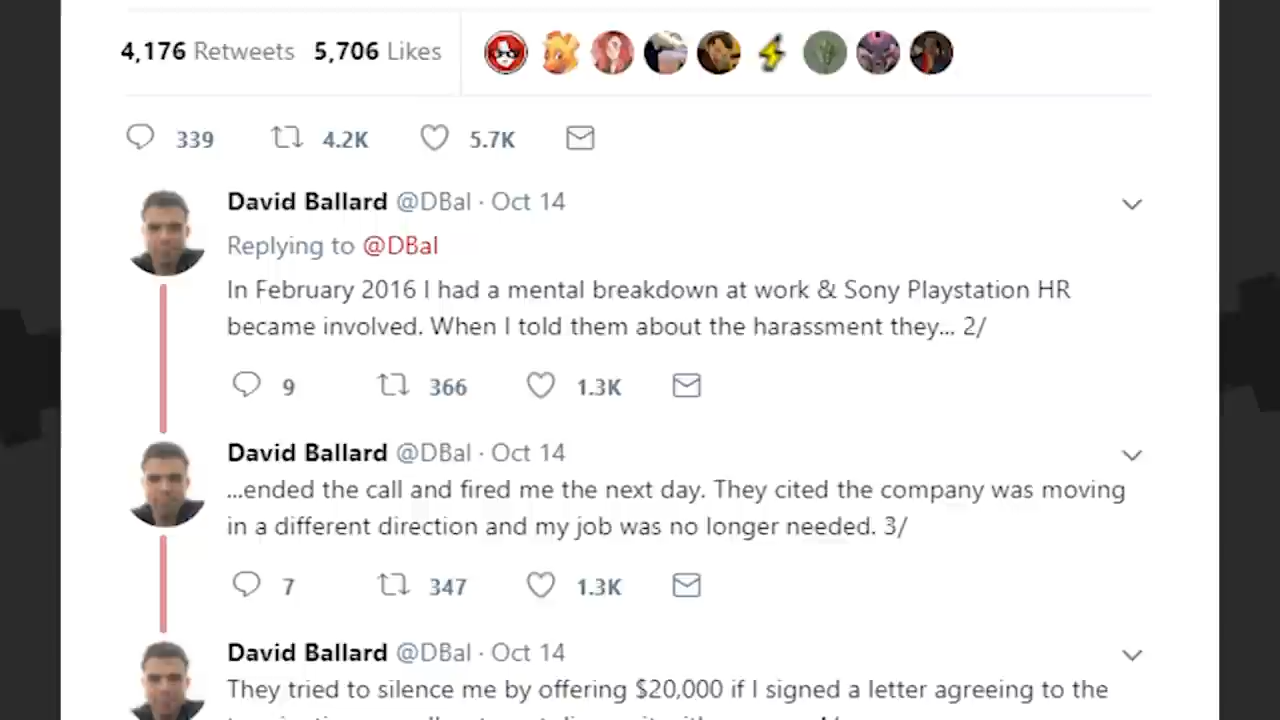 4,176 Retweets 5,706 Likes
339 4.2K 5.7K
David Ballard @DBal · Oct 14
Replying to @DBal
In February 2016 I had a mental breakdown at work & Sony Playstation HR
became involved. When I told them about the harassment they... 2/
9 366 1.3K
David Ballard @DBal · Oct 14
...ended the call and fired me the next day. They cited the company was moving
in a different direction and my job was no longer needed. 3/
7 347 1.3K
David Ballard @DBal · Oct 14
They tried to silence me by offering $20,000 if I signed a letter agreeing to the